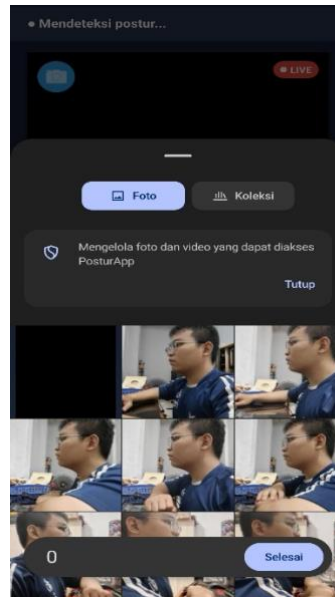 Mendeteksi postur...
LIVE
Foto
Koleksi
Mengelola foto dan video yang dapat diakses
PosturApp
Tutup
0
Selesai